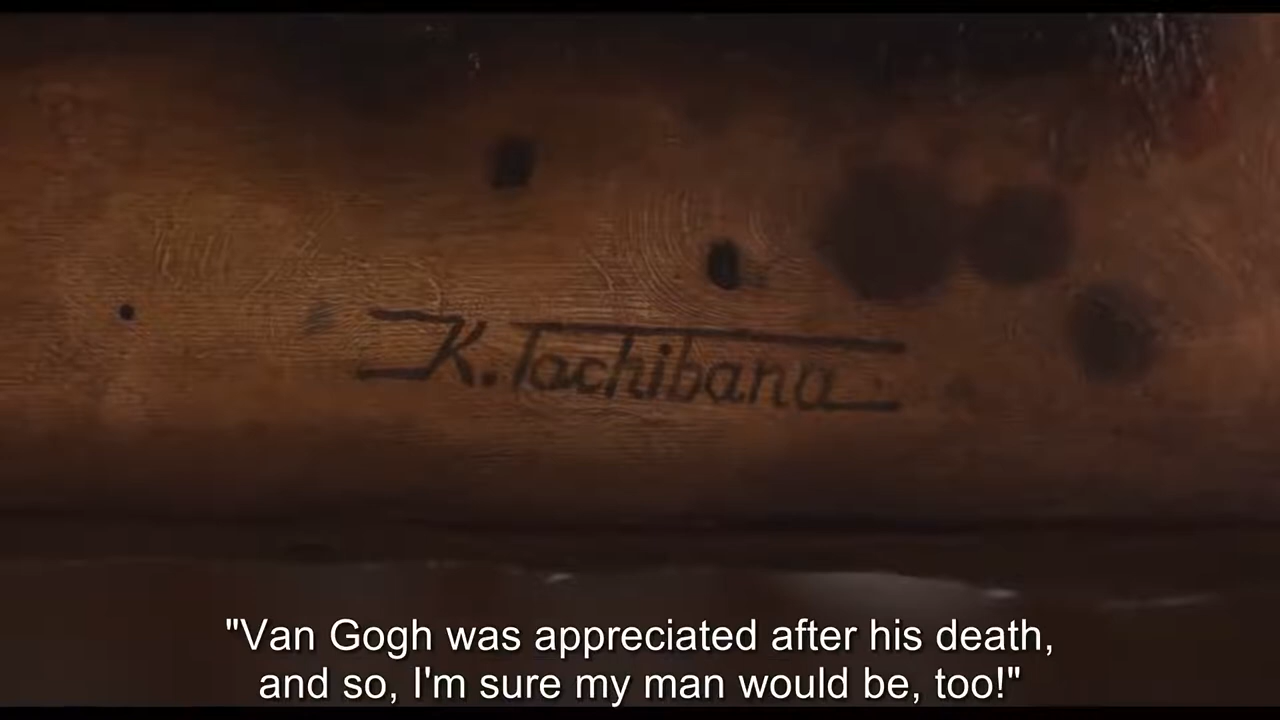 K. Tachibana
"Van Gogh was appreciated after his death,
and so, I'm sure my man would be, too!"